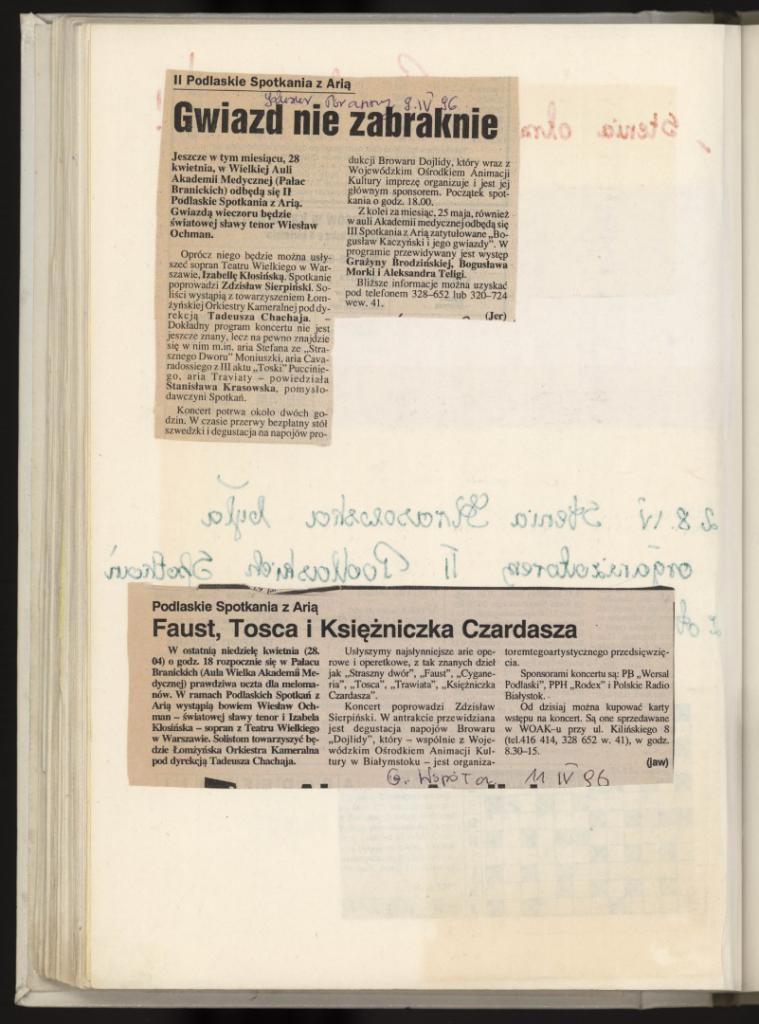 II Podlaskie Spotkania z Arią
Poranny 9.IV 96
Gwiazd nie zabraknie
Jeszcze w tym miesiącu, 28
kwietnia, w Wielkiej Auli
Akademii Medycznej (Pałac
Branickich) odbędą się II
Podlaskie Spotkania z Arią.
Gwiazdą wieczoru będzie
światowej sławy tenor Wiesław
Ochman.
Oprócz niego będzie można usły-
szeć sopran Teatru Wielkiego w War-
szawie, Izabellę Kłosińską. Spotkanie
poprowadzi Zdzisław Sierpiński. So-
liści wystąpią z towarzyszeniem Łom-
żyńskiej Orkiestry Kameralnej pod dy-
rekcją Tadeusza Chachaja. –
Dokładny program koncertu nie jest
jeszcze znany, lecz na pewno znajdzie
się w nim m.in. aria Stefana ze „Stra-
sznego Dworu” Moniuszki, aria Cava-
radossiego z III aktu „Toski” Puccinie-
go, aria Traviaty – powiedziała
Stanisława Krasowska, pomysło-
dawczyni Spotkań.
Koncert potrwa około dwóch go-
dzin. W czasie przerwy bezpłatny stół
szwedzki i degustacja na napojów pro-
dukcji Browaru Dojlidy, który wraz z
Wojewódzkim Ośrodkiem Animacji
Kultury imprezę organizuje i jest jej
głównym sponsorem. Początek spot-
kania o godz. 18.00.
Z kolei za miesiąc, 25 maja, również
w auli Akademii medycznej odbędą się
III Spotkania z Arią zatytułowane „Bo-
gusław Kaczyński i jego gwiazdy”. W
programie przewidywany jest występ
Grażyny Brodzińskiej, Bogusława
Morki i Aleksandra Teligi.
Bliższe informacje można uzyskać
pod telefonem 328–652 lub 320–724
wew. 41.
(Jer)
28.IV Stenia Krasowska była
organizatorem II Podlaskich Spotkań
Podlaskie Spotkania z Arią
Faust, Tosca i Księżniczka Czardasza
W ostatnią niedzielę kwietnia (28.
04) o godz. 18 rozpocznie się w Pałacu
Branickich (Aula Wielka Akademii Me-
dycznej) prawdziwa uczta dla meloma-
nów. W ramach Podlaskich Spotkań z
Arią wystąpią bowiem Wiesław Och-
man – światowej sławy tenor i Izabela
Kłosińska – sopran z Teatru Wielkiego
w Warszawie. Solistom towarzyszyć bę-
dzie Łomżyńska Orkiestra Kameralna
pod dyrekcją Tadeusza Chachaja.
Usłyszymy najsłynniejsze arie ope-
rowe i operetkowe, z tak znanych dzieł
jak „Straszny dwór”, „Faust”, „Cygane-
ria”, „Tosca”, „Trawiata”, „Księżniczka
Czardasza”.
Koncert poprowadzi Zdzisław
Sierpiński. W antrakcie przewidziana
jest degustacja napojów Browaru
„Dojlidy”, który – wspólnie z Woje-
wódzkim Ośrodkiem Animacji Kul-
tury w Białymstoku – jest organiza-
toremtegoartystycznego przedsięwzię-
cia.
Sponsorami koncertu są: PB „Wersal
Podlaski”, PPH „Rodex” i Polskie Radio
Białystok.
Od dzisiaj można kupować karty
wstępu na koncert. Są one sprzedawane
w WOAK–u przy ul. Kilińskiego 8
(tel.416 414, 328 652 w. 41), w godz.
8.30–15.
(jaw)
G. Współcz 11 IV 96